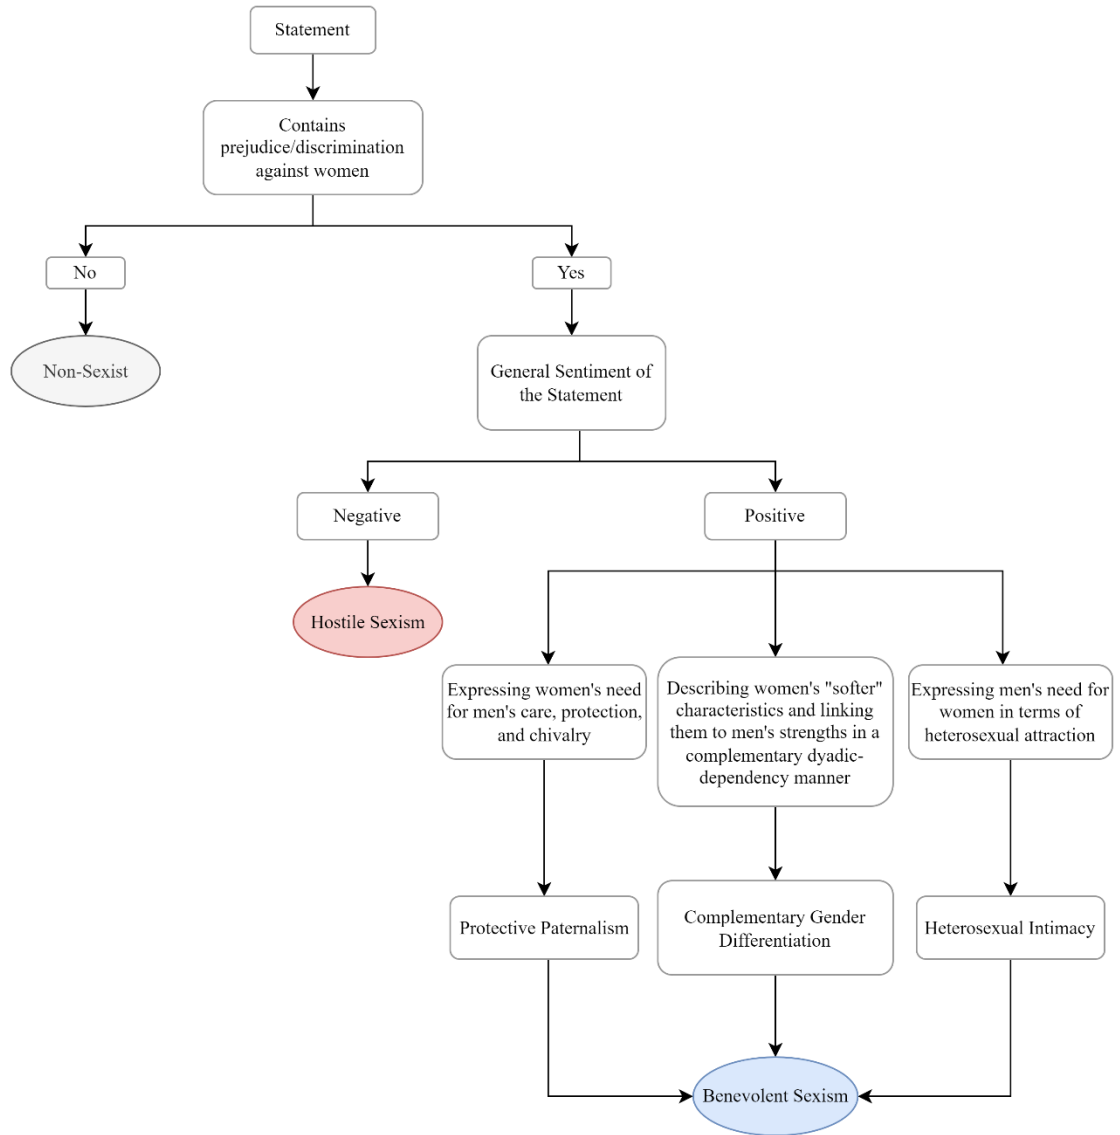 Statement
Contains
prejudice/discrimination
against women
No
Yes
Non-Sexist
General Sentiment of
the Statement
Negative
Positive
Hostile Sexism
Expressing women's need
for men's care, protection,
and chivalry
Describing women's "softer"
characteristics and linking
them to men's strengths in a
complementary dyadic-
dependency manner
Expressing men's need for
women in terms of
heterosexual attraction
Protective Paternalism
Complementary Gender
Differentiation
Heterosexual Intimacy
Benevolent Sexism